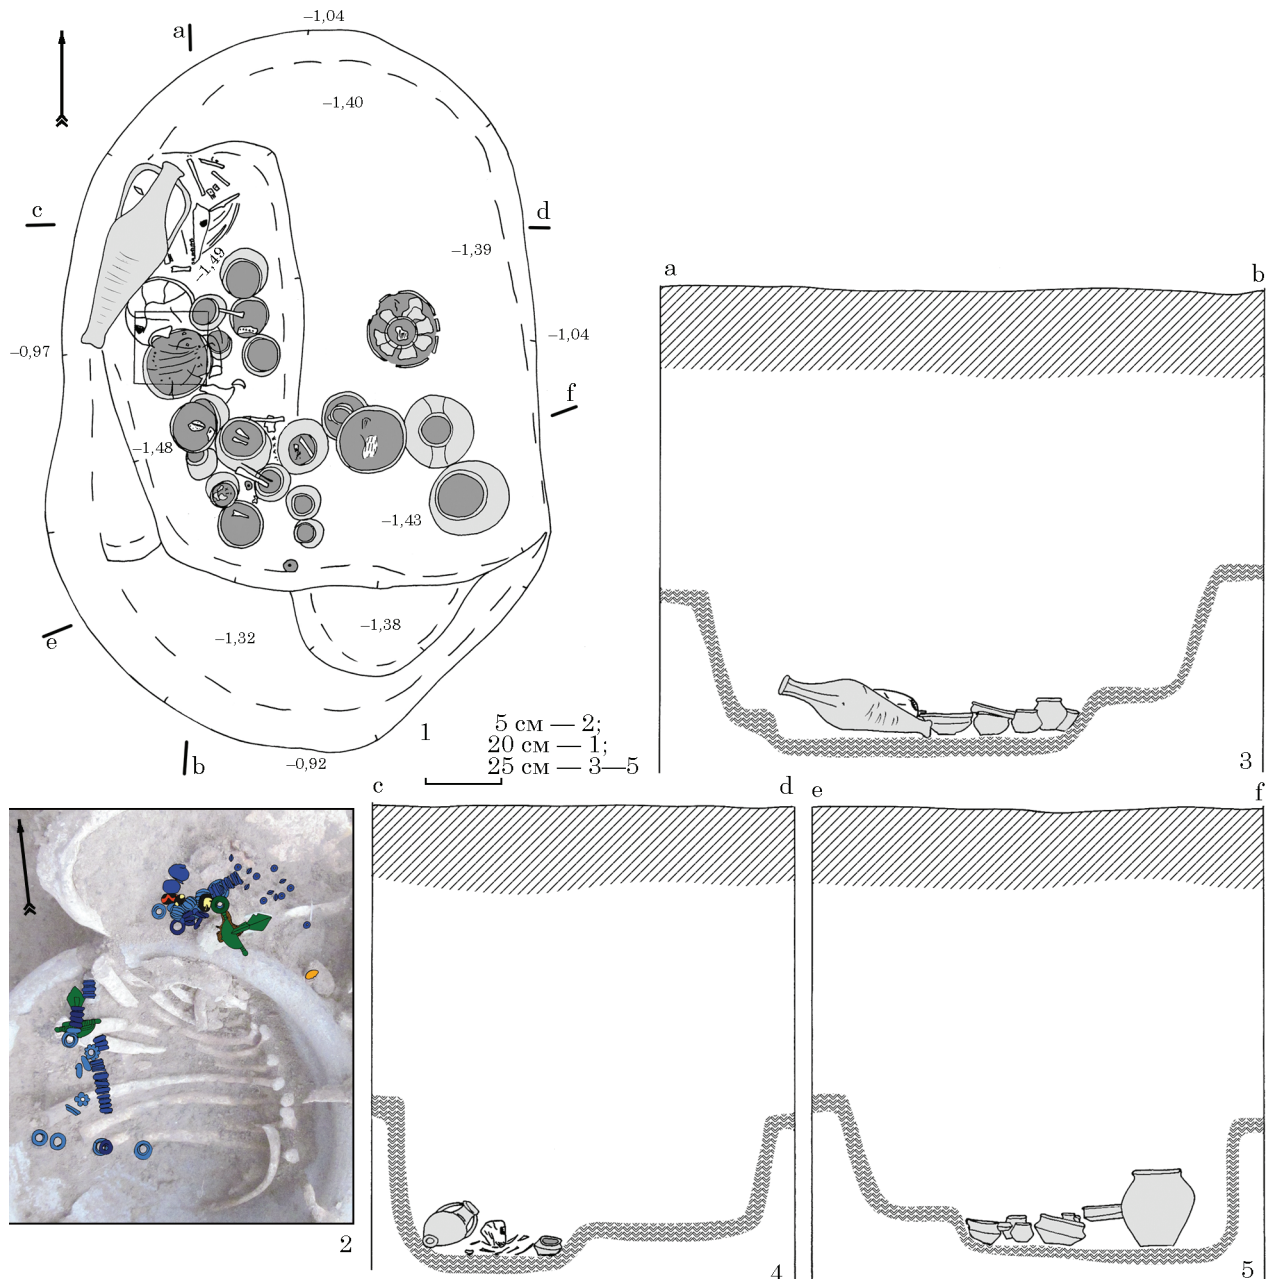 a
–1,04
–1,40
c
d
–1,49
–1,39
–0,97
–1,04
f
–1,48
–1,43
e
–1,32
–1,38
1
b
–0,92
5 см — 2;
20 см — 1;
25 см — 3—5
a
b
3
2
c
d
4
e
f
5